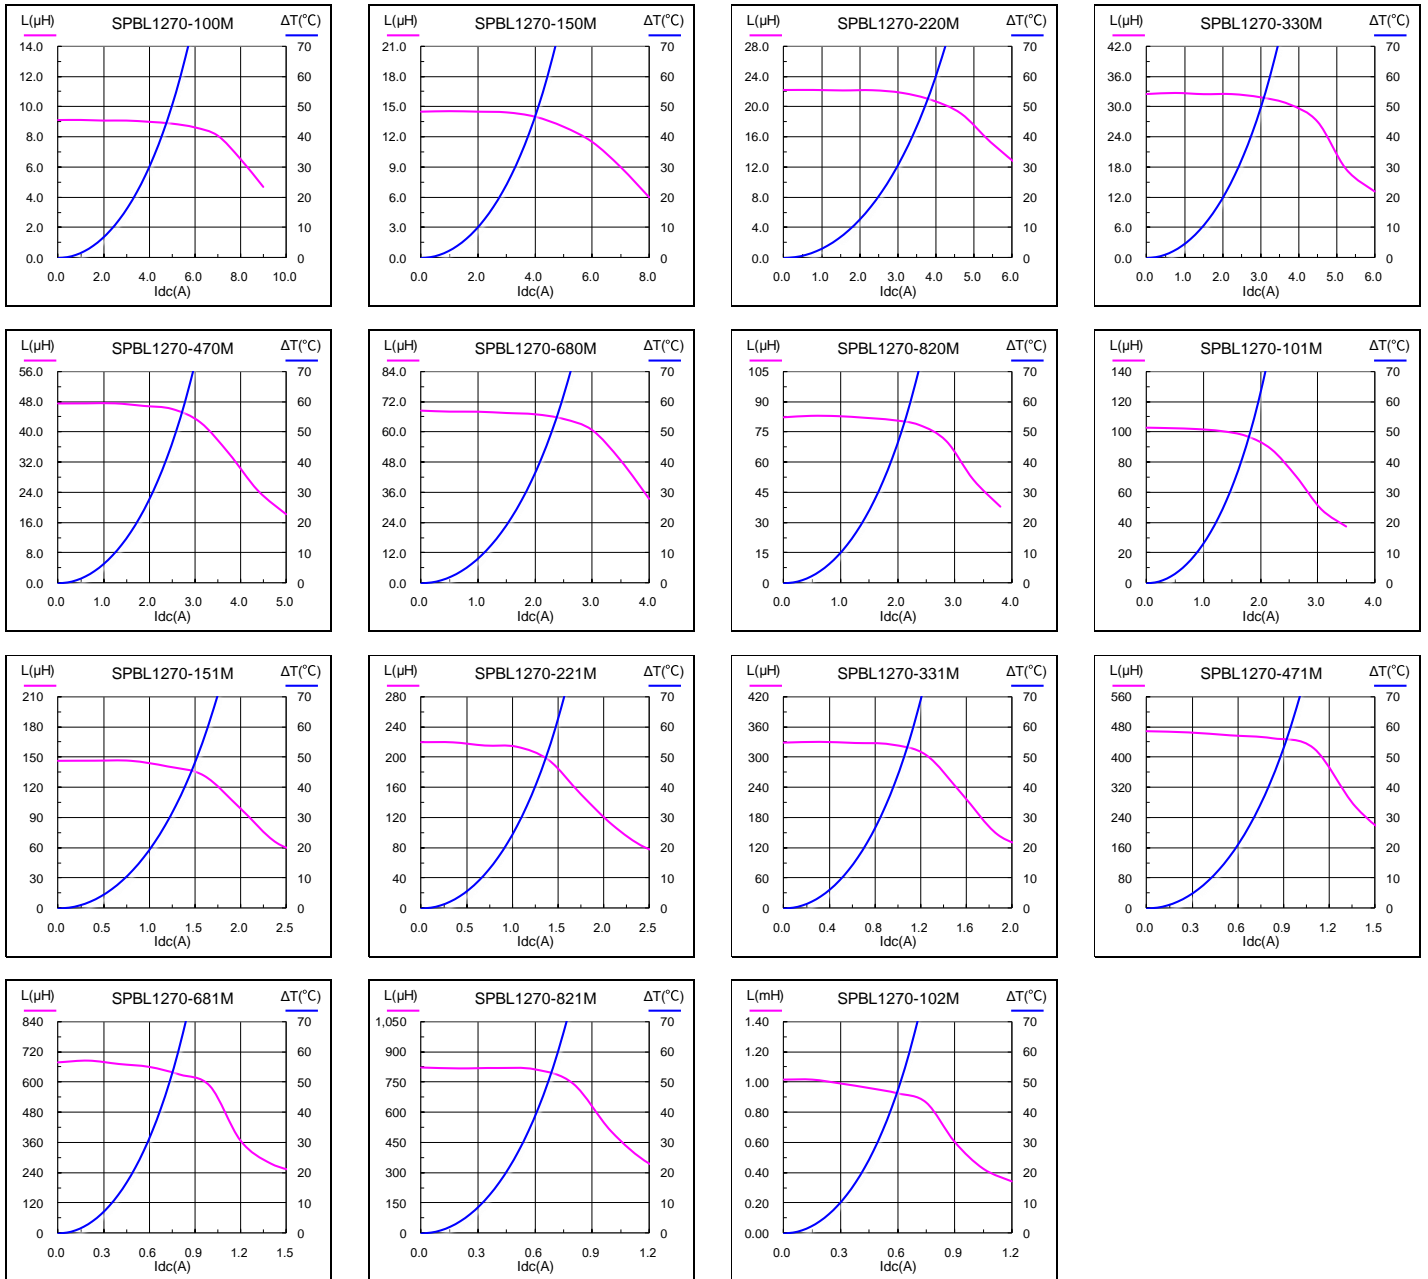 L(μH) SPBL1270-100M ΔT(℃)
14.0 70
12.0 60
10.0 50
8.0 40
6.0 30
4.0 20
2.0 10
0.0 0
0.0 2.0 4.0 6.0 8.0 10.0
Idc(A)
L(μH) SPBL1270-150M ΔT(℃)
21.0 70
18.0 60
15.0 50
12.0 40
9.0 30
6.0 20
3.0 10
0.0 0
0.0 2.0 4.0 6.0 8.0
Idc(A)
L(μH) SPBL1270-220M ΔT(℃)
28.0 70
24.0 60
20.0 50
16.0 40
12.0 30
8.0 20
4.0 10
0.0 0
0.0 1.0 2.0 3.0 4.0 5.0 6.0
Idc(A)
L(μH) SPBL1270-330M ΔT(℃)
42.0 70
36.0 60
30.0 50
24.0 40
18.0 30
12.0 20
6.0 10
0.0 0
0.0 1.0 2.0 3.0 4.0 5.0 6.0
Idc(A)
L(μH) SPBL1270-470M ΔT(℃)
56.0 70
48.0 60
40.0 50
32.0 40
24.0 30
16.0 20
8.0 10
0.0 0
0.0 1.0 2.0 3.0 4.0 5.0
Idc(A)
L(μH) SPBL1270-680M ΔT(℃)
84.0 70
72.0 60
60.0 50
48.0 40
36.0 30
24.0 20
12.0 10
0.0 0
0.0 1.0 2.0 3.0 4.0
Idc(A)
L(μH) SPBL1270-820M ΔT(℃)
105 70
90 60
75 50
60 40
45 30
30 20
15 10
0 0
0.0 1.0 2.0 3.0 4.0
Idc(A)
L(μH) SPBL1270-101M ΔT(℃)
140 70
120 60
100 50
80 40
60 30
40 20
20 10
0 0
0.0 1.0 2.0 3.0 4.0
Idc(A)
L(μH) SPBL1270-151M ΔT(℃)
210 70
180 60
150 50
120 40
90 30
60 20
30 10
0 0
0.0 0.5 1.0 1.5 2.0 2.5
Idc(A)
L(μH) SPBL1270-221M ΔT(℃)
280 70
240 60
200 50
160 40
120 30
80 20
40 10
0 0
0.0 0.5 1.0 1.5 2.0 2.5
Idc(A)
L(μH) SPBL1270-331M ΔT(℃)
420 70
360 60
300 50
240 40
180 30
120 20
60 10
0 0
0.0 0.4 0.8 1.2 1.6 2.0
Idc(A)
L(μH) SPBL1270-471M ΔT(℃)
560 70
480 60
400 50
320 40
240 30
160 20
80 10
0 0
0.0 0.3 0.6 0.9 1.2 1.5
Idc(A)
L(μH) SPBL1270-681M ΔT(℃)
840 70
720 60
600 50
480 40
360 30
240 20
120 10
0 0
0.0 0.3 0.6 0.9 1.2 1.5
Idc(A)
L(μH) SPBL1270-821M ΔT(℃)
1,050 70
900 60
750 50
600 40
450 30
300 20
150 10
0 0
0.0 0.3 0.6 0.9 1.2
Idc(A)
L(mH) SPBL1270-102M ΔT(℃)
1.40 70
1.20 60
1.00 50
0.80 40
0.60 30
0.40 20
0.20 10
0.00 0
0.0 0.3 0.6 0.9 1.2
Idc(A)